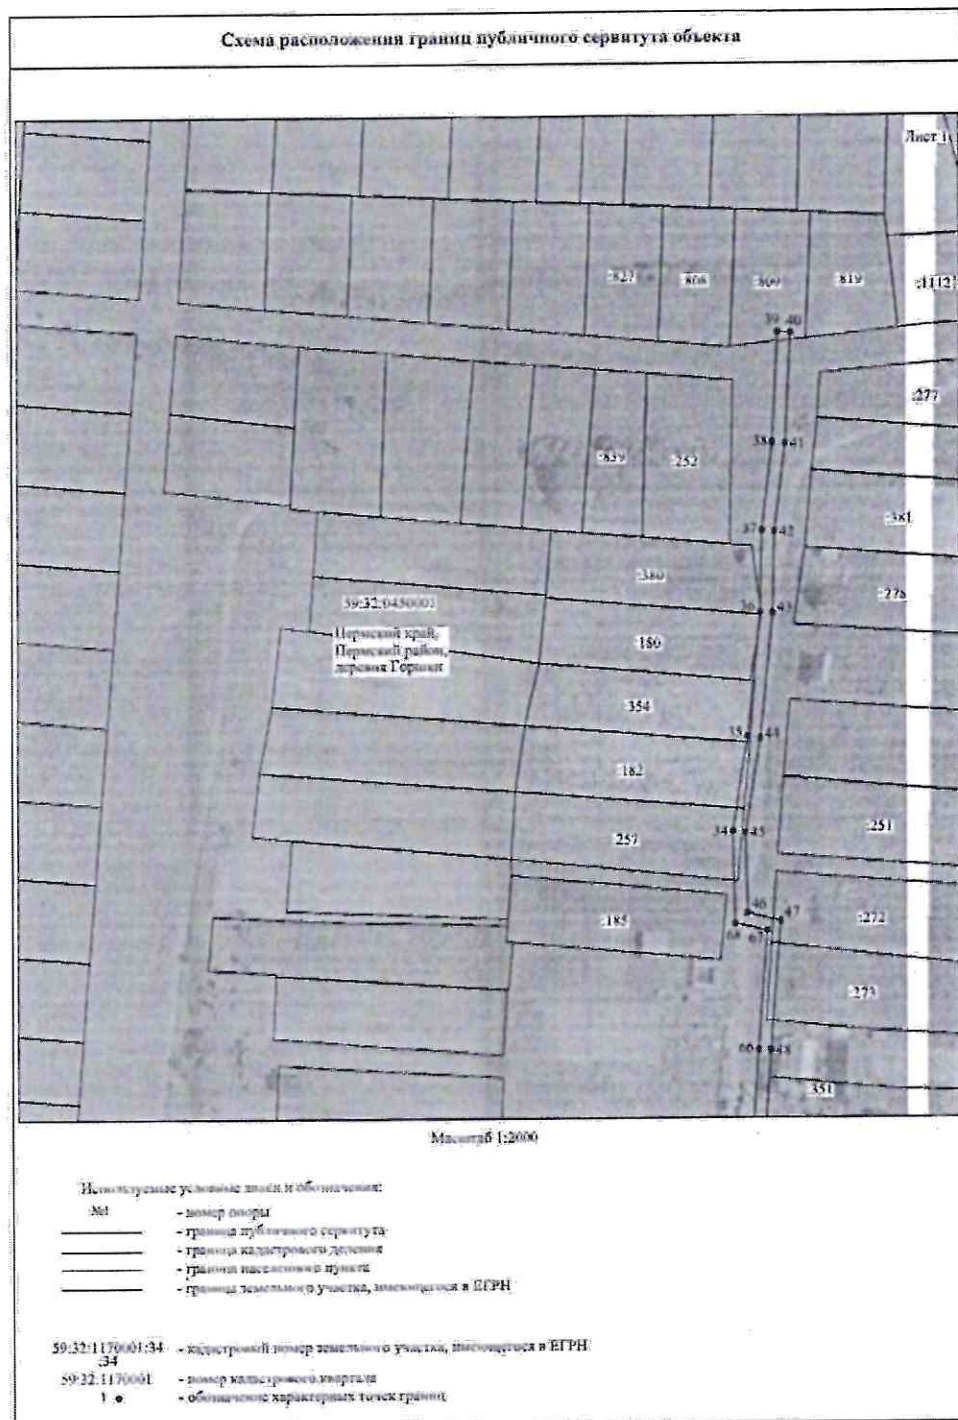 Схема расположения границ публичного сервитута объекта
Лист 1
:827 :808 :809 :819 :1112
39 40
:277
38 41
:839 :252
:381
37 42
:380 :278
36 43
59:32:0430001
Пермский край,
Пермский район,
деревня Горшки
180
354
35 44
182
34 45 :251
257
46 47
:185 68 67 :272
:273
66 48
351
Масштаб 1:2000
Используемые условные знаки и обозначения:
№1 - номер опоры
- граница публичного сервитута
- граница кадастрового деления
- граница населенного пункта
- граница земельного участка, имеющегося в ЕГРН
59:32:1170001:34 - кадастровый номер земельного участка, имеющегося в ЕГРН
:34
59:32:1170001 - номер кадастрового квартала
1 - обозначение характерных точек границ